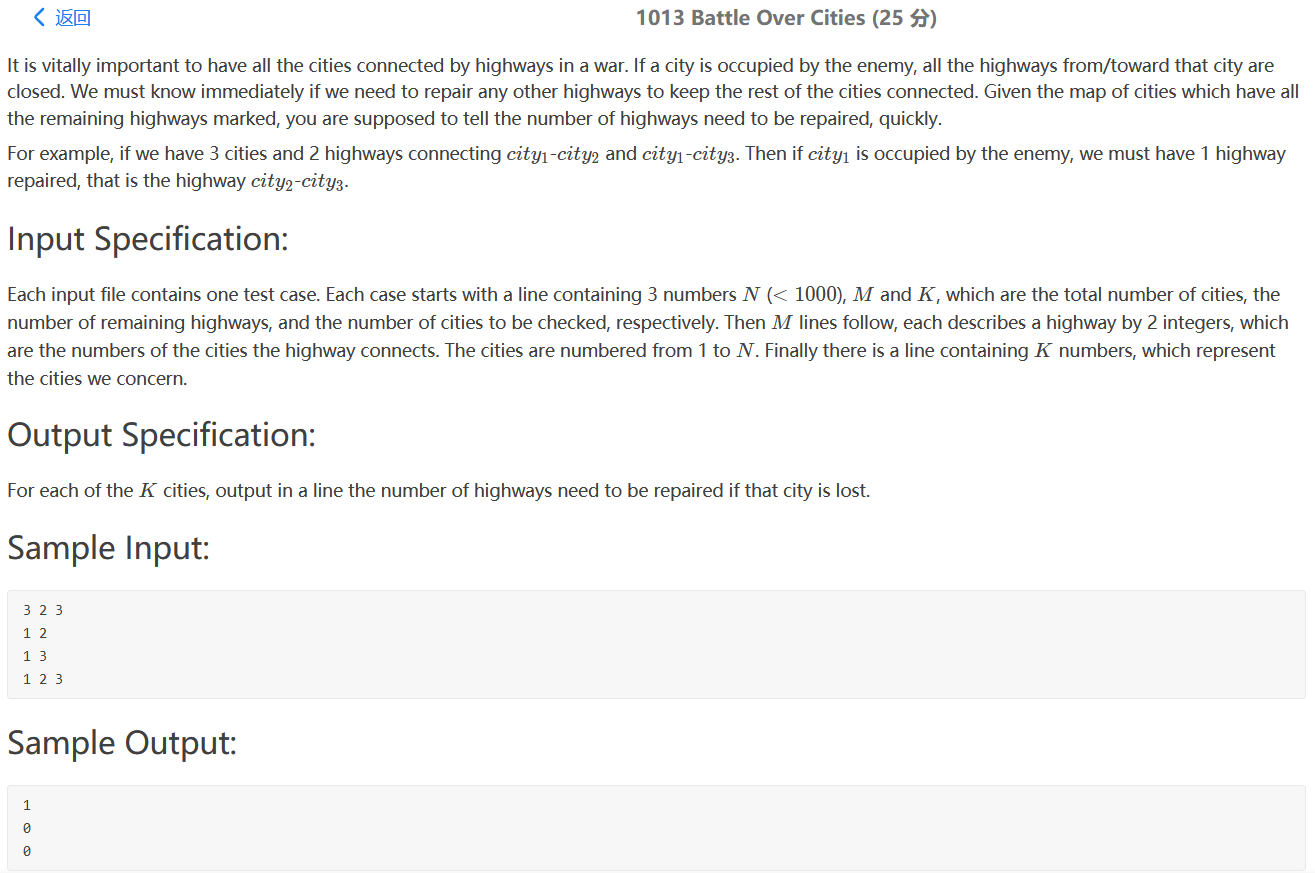 返回
1013 Battle Over Cities (25 分)
It is vitally important to have all the cities connected by highways in a war. If a city is occupied by the enemy, all the highways from/toward that city are
closed. We must know immediately if we need to repair any other highways to keep the rest of the cities connected. Given the map of cities which have all
the remaining highways marked, you are supposed to tell the number of highways need to be repaired, quickly.
For example, if we have 3 cities and 2 highways connecting city₁-city₂ and city₁-city₃. Then if city₁ is occupied by the enemy, we must have 1 highway
repaired, that is the highway city₂-city₃.
Input Specification:
Each input file contains one test case. Each case starts with a line containing 3 numbers N (< 1000), M and K, which are the total number of cities, the
number of remaining highways, and the number of cities to be checked, respectively. Then M lines follow, each describes a highway by 2 integers, which
are the numbers of the cities the highway connects. The cities are numbered from 1 to N. Finally there is a line containing K numbers, which represent
the cities we concern.
Output Specification:
For each of the K cities, output in a line the number of highways need to be repaired if that city is lost.
Sample Input:
3 2 3
1 2
1 3
1 2 3
Sample Output:
1
0
0